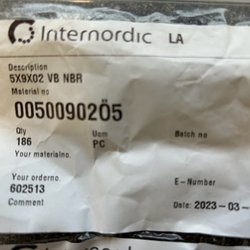 Internordic LA
Description
5X9X02 VB NBR
Material no
00500902Ö5
Qty Uom Batch no
186 PC
Your materialno.
Your orderno. E-Number
602513
Comment Date: 2023-03-